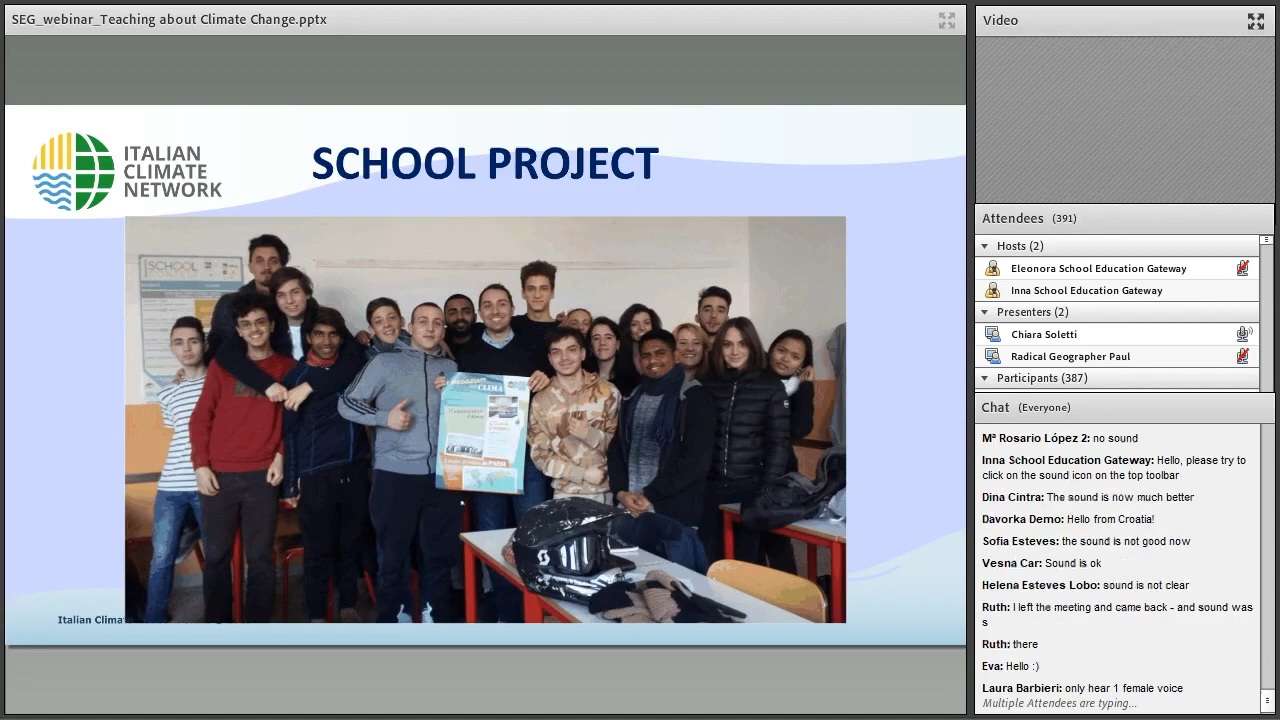 SEG_webinar_Teaching about Climate Change.pptx
ITALIAN
CLIMATE
NETWORK
SCHOOL PROJECT
SCHOOL
CLIMA
Italian Clima
Video
Attendees (391)
Hosts (2)
Eleonora School Education Gateway
Inna School Education Gateway
Presenters (2)
Chiara Soletti
Radical Geographer Paul
Participants (387)
Chat (Everyone)
Mª Rosario López 2: no sound
Inna School Education Gateway: Hello, please try to
click on the sound icon on the top toolbar
Dina Cintra: The sound is now much better
Davorka Demo: Hello from Croatia!
Sofia Esteves: the sound is not good now
Vesna Car: Sound is ok
Helena Esteves Lobo: sound is not clear
Ruth: I left the meeting and came back - and sound was
s
Ruth: there
Eva: Hello :)
Laura Barbieri: only hear 1 female voice
Multiple Attendees are typing...